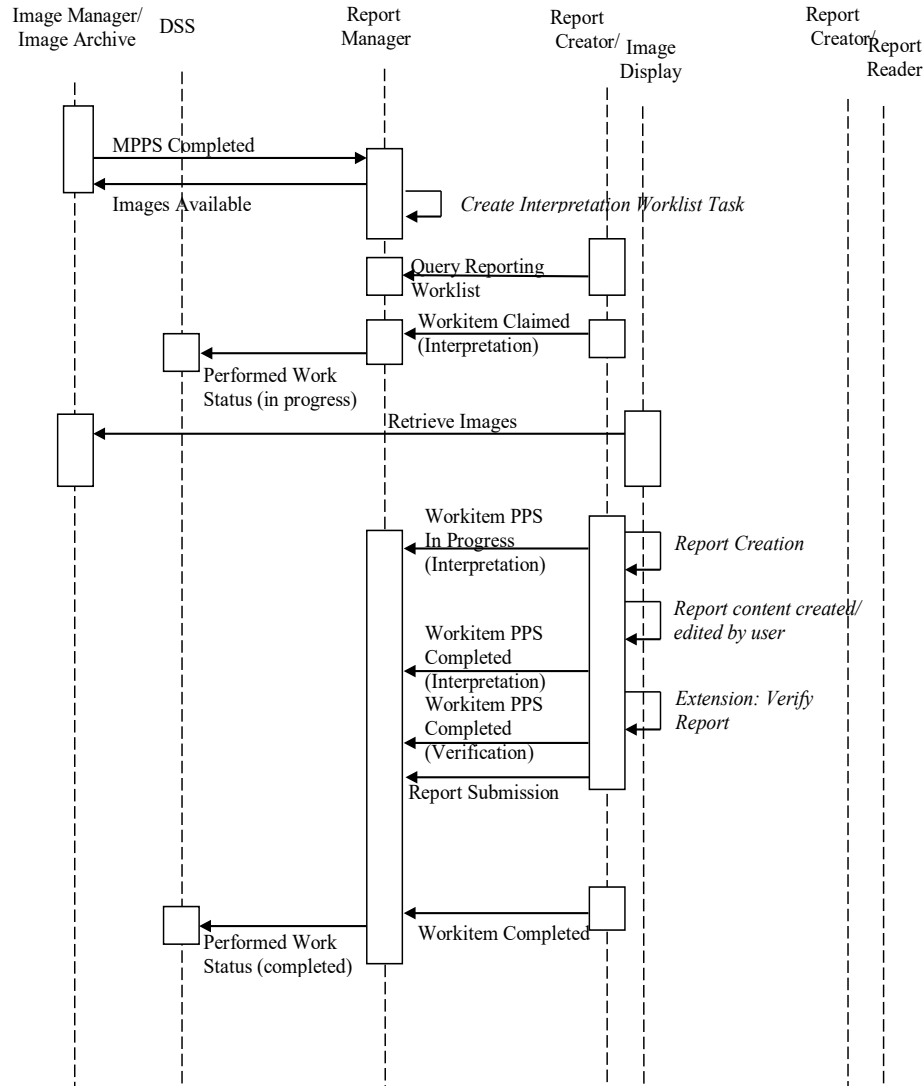 Image Manager/
Image Archive
DSS
Report
Manager
Report
Creator/
Image
Display
Report
Creator/
Report
Reader
MPPS Completed
Images Available
Create Interpretation Worklist Task
Query Reporting
Worklist
Workitem Claimed
(Interpretation)
Performed Work
Status (in progress)
Retrieve Images
Workitem PPS
In Progress
(Interpretation)
Report Creation
Report content created/
edited by user
Workitem PPS
Completed
(Interpretation)
Workitem PPS
Completed
(Verification)
Extension: Verify
Report
Report Submission
Workitem Completed
Performed Work
Status (completed)